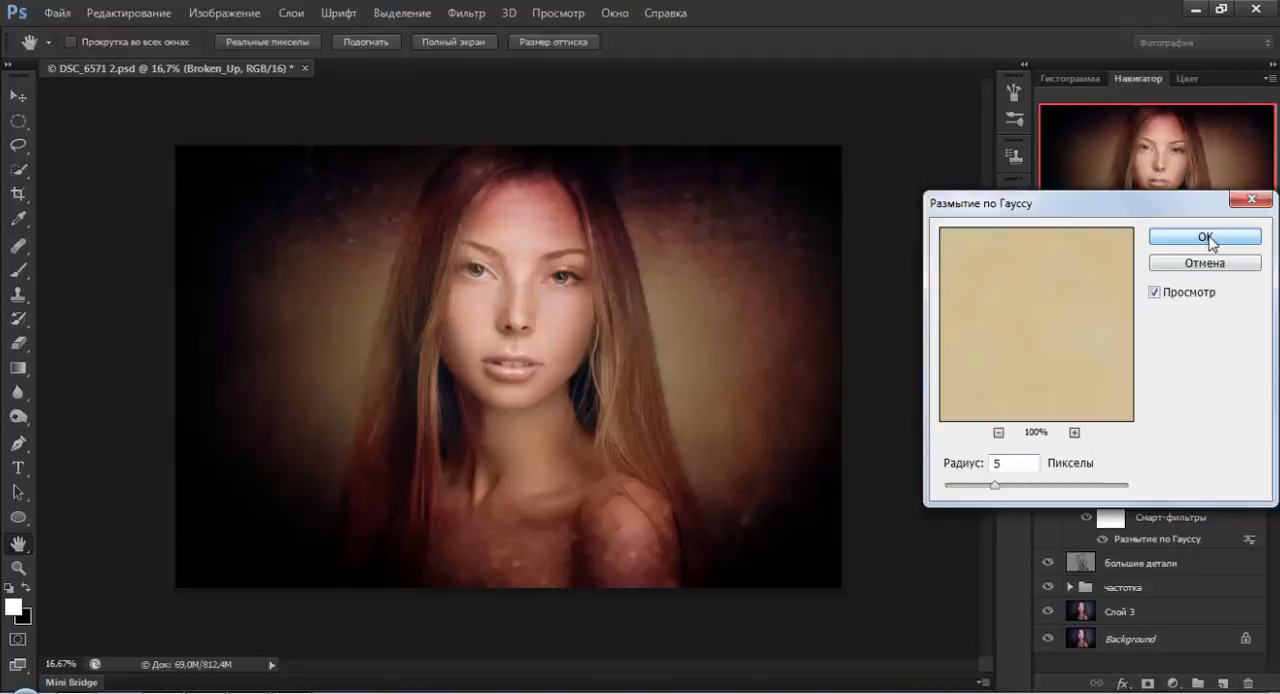 Ps Файл Редактирование Изображение Слои Шрифт Выделение Фильтр 3D Просмотр Окно Справка
Прокрутка во всех окнах Реальные пикселы Подогнать Полный экран Размер оттиска Фотография
© DSC_6571 2.psd @ 16,7% (Broken_Up, RGB/16) * ×
Гистограмма Навигатор Цвет
Размытие по Гауссу
OK
Отмена
Просмотр
100%
Радиус: 5 Пикселы
Смарт-фильтры
Размытие по Гауссу
большие детали
частотка
Слой 3
Background
16,67% © Док: 69,0M/812,4M
Mini Bridge